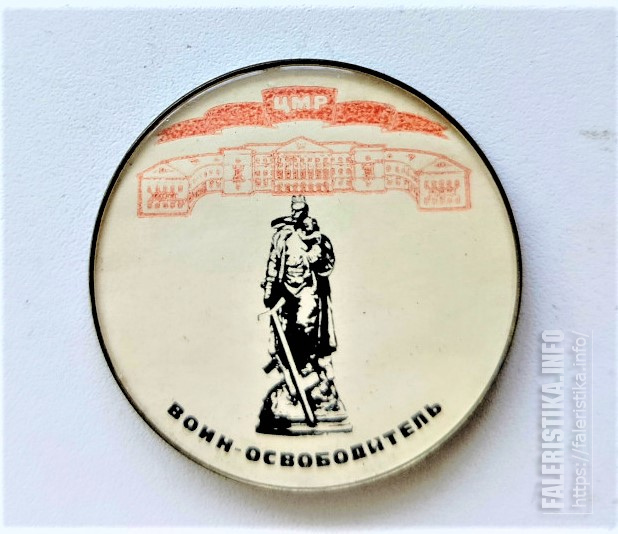 ЦМР
ВОИН-ОСВОБОДИТЕЛЬ
FALERISTIKA.INFO
https://faleristika.info/